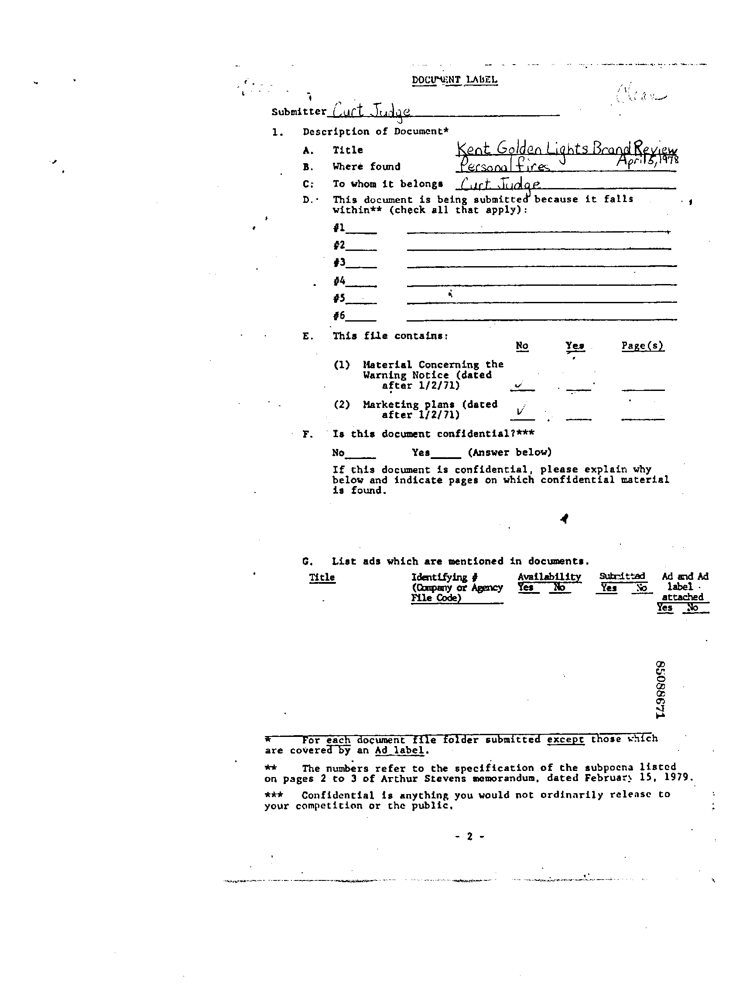 DOCUMENT LABEL
Submitter Curt Judge
1. Description of Document*
A. Title Kent Golden Lights Brand Review
April 5, 1978
B. Where found Personal fires
C: To whom it belongs Curt Judge
D. This document is being submitted because it falls
within** (check all that apply):
#1
#2
#3
#4
#5
#6
E. This file contains:
No Yes Page(s)
(1) Material Concerning the
Warning Notice (dated
after 1/2/71) ✓
(2) Marketing plans (dated
after 1/2/71) ✓
F. Is this document confidential?***
No Yes (Answer below)
If this document is confidential, please explain why
below and indicate pages on which confidential material
is found.
G. List ads which are mentioned in documents.
Title Identifying # Availability Submitted Ad and Ad
(Company or Agency Yes No Yes No label
File Code) attached
Yes No
85088671
* For each document file folder submitted except those which
are covered by an Ad label.
** The numbers refer to the specification of the subpoena listed
on pages 2 to 3 of Arthur Stevens memorandum, dated February 15, 1979.
*** Confidential is anything you would not ordinarily release to
your competition or the public.
- 2 -